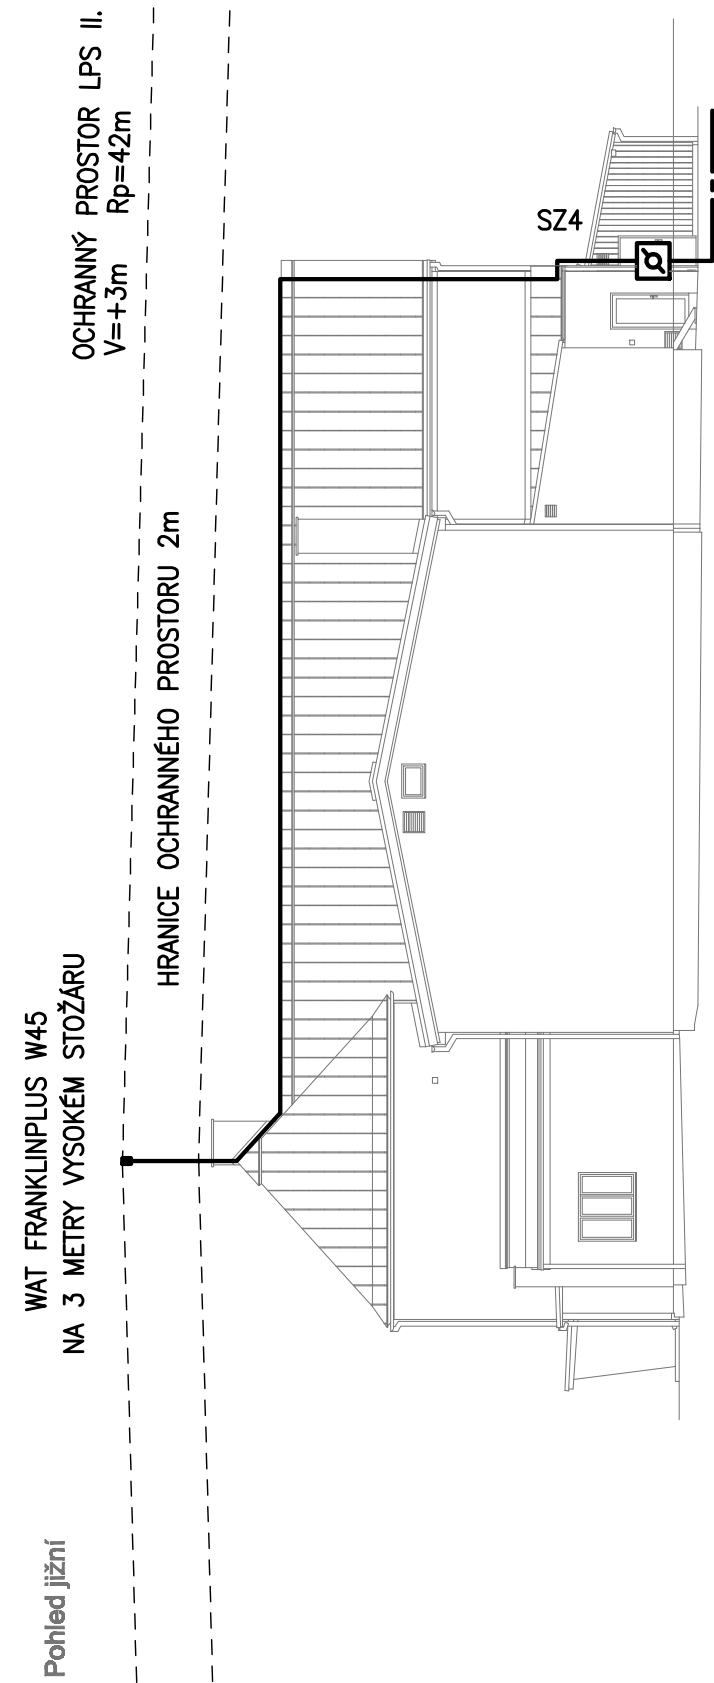 Pohled jižní
WAT FRANKLINPLUS W45
NA 3 METRY VYSOKÉM STOŽÁRU
HRANICE OCHRANNÉHO PROSTORU 2m
OCHRANNÝ PROSTOR LPS II.
V=+3m Rp=42m
SZ4